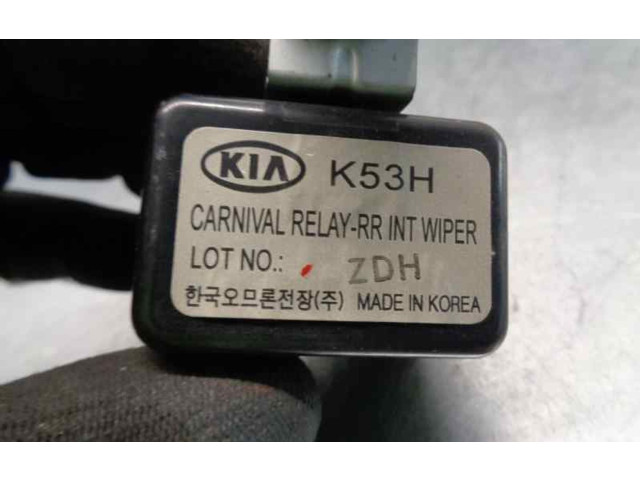 KIA K53H
CARNIVAL RELAY-RR INT WIPER
LOT NO.: ZDH
한국오므론전장(주) MADE IN KOREA